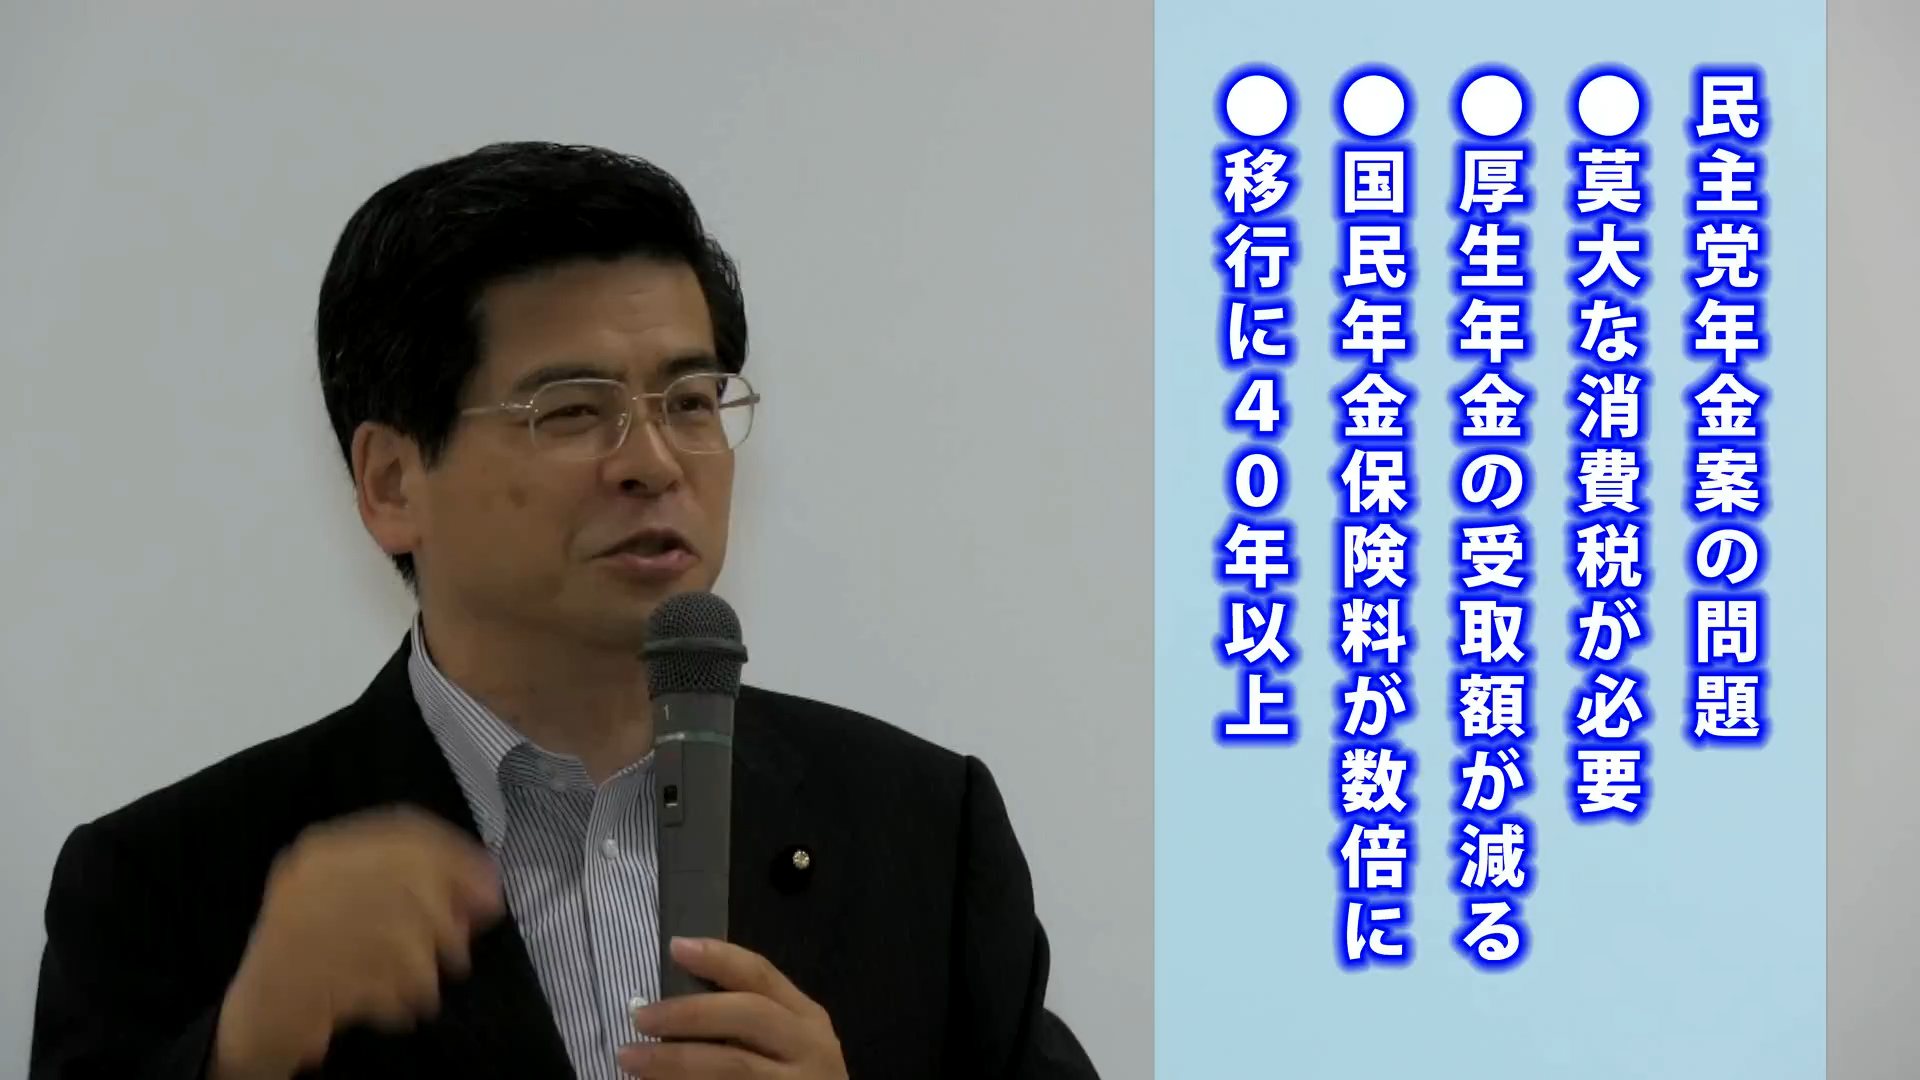 民主党年金案の問題
●莫大な消費税が必要
●厚生年金の受取額が減る
●国民年金保険料が数倍に
●移行に40年以上
1